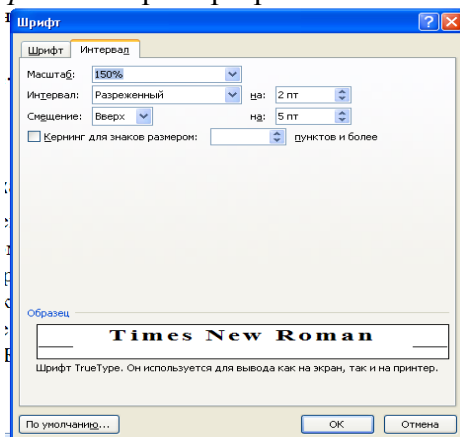 Шрифт
Шрифт Интервал
Масштаб: 150%
Интервал: Разреженный на: 2 пт
Смещение: Вверх на: 5 пт
Кернинг для знаков размером: пунктов и более
Образец
Times New Roman
Шрифт TrueType. Он используется для вывода как на экран, так и на принтер.
По умолчанию... ОК Отмена